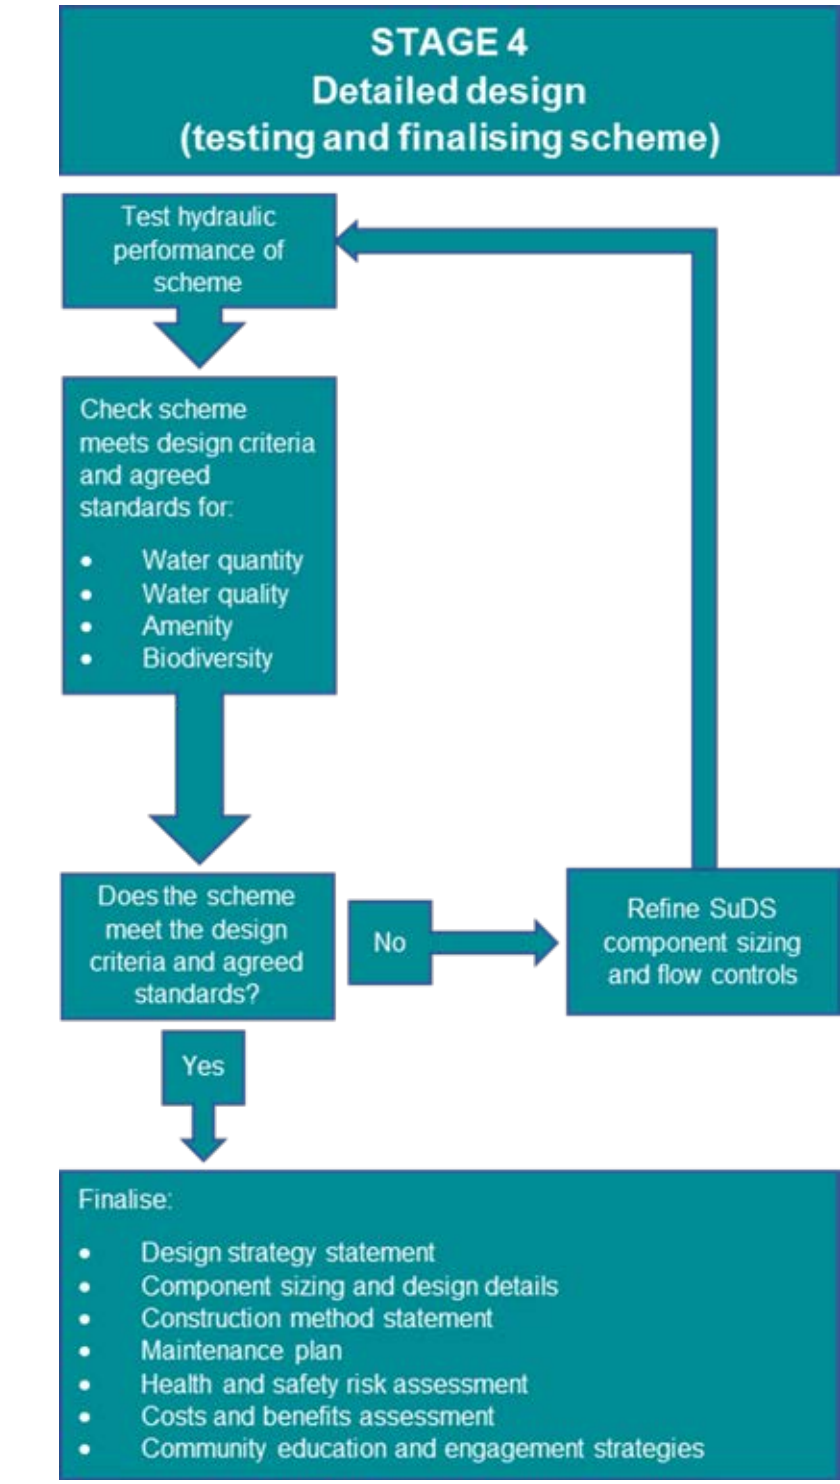 STAGE 4
Detailed design
(testing and finalising scheme)
Test hydraulic
performance of
scheme
Check scheme
meets design criteria
and agreed
standards for:
• Water quantity
• Water quality
• Amenity
• Biodiversity
Does the scheme
meet the design
criteria and agreed
standards?
No
Refine SuDS
component sizing
and flow controls
Yes
Finalise:
• Design strategy statement
• Component sizing and design details
• Construction method statement
• Maintenance plan
• Health and safety risk assessment
• Costs and benefits assessment
• Community education and engagement strategies